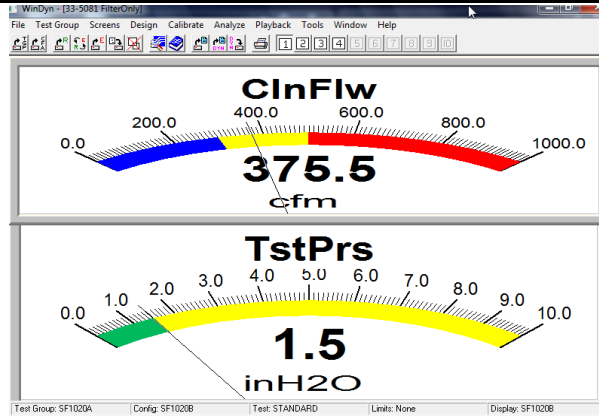 WinDyn - [33-5081 FilterOnly]
File Test Group Screens Design Calibrate Analyze Playback Tools Window Help
1 2 3 4 5 6 7 8 9 10
ClnFlw
0.0 200.0 400.0 600.0 800.0 1000.0
375.5
cfm
TstPrs
0.0 1.0 2.0 3.0 4.0 5.0 6.0 7.0 8.0 9.0 10.0
1.5
inH2O
Test Group: SF1020A Config: SF1020B Test: STANDARD Limits: None Display: SF1020B